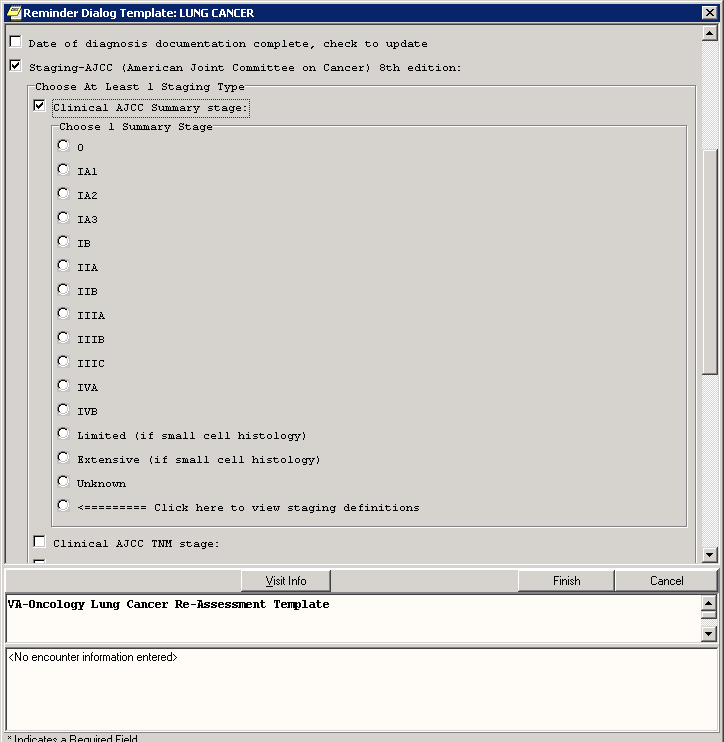 Reminder Dialog Template: LUNG CANCER
Date of diagnosis documentation complete, check to update
Staging-AJCC (American Joint Committee on Cancer) 8th edition:
Choose At Least 1 Staging Type
Clinical AJCC Summary stage:
Choose 1 Summary Stage
0
IA1
IA2
IA3
IB
IIA
IIB
IIIA
IIIB
IIIC
IVA
IVB
Limited (if small cell histology)
Extensive (if small cell histology)
Unknown
<========= Click here to view staging definitions
Clinical AJCC TNM stage:
Visit Info Finish Cancel
VA-Oncology Lung Cancer Re-Assessment Template
<No encounter information entered>
* Indicates a Required Field